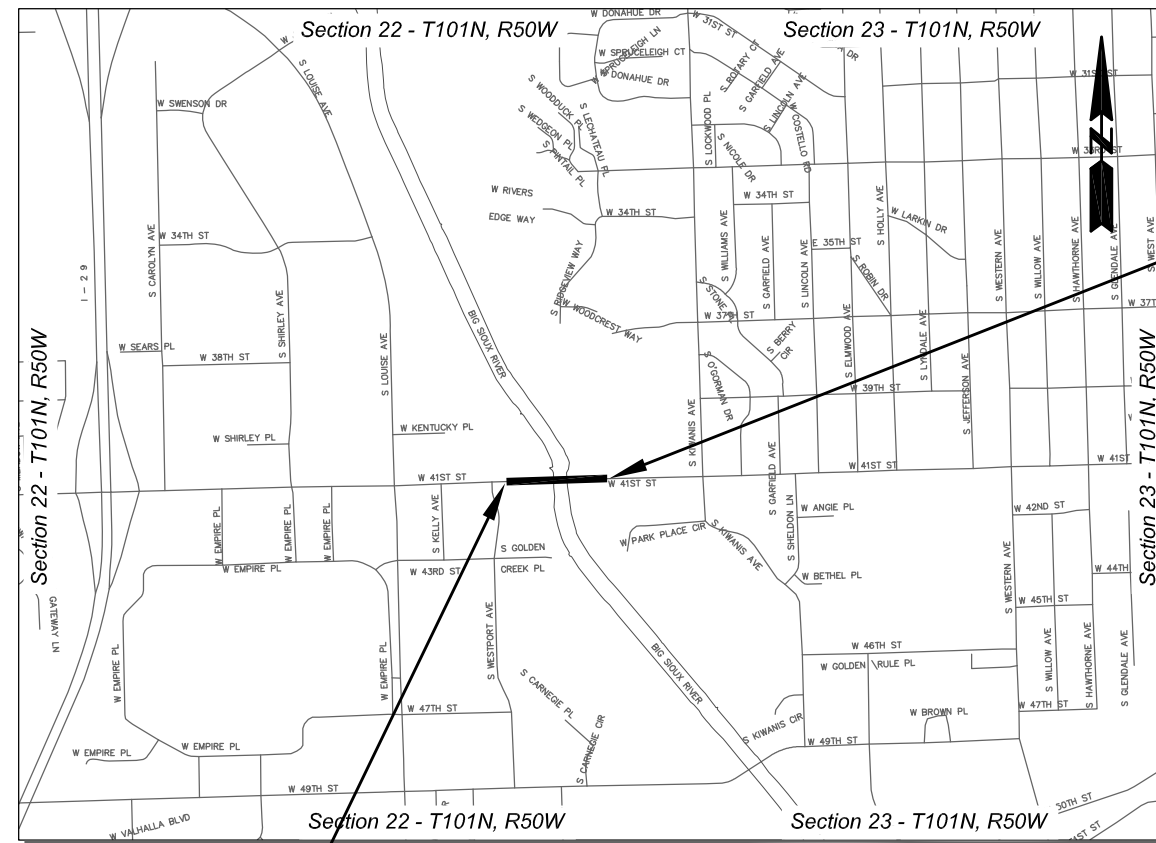 W DONAHUE DR
Section 22 - T101N, R50W
Section 23 - T101N, R50W
W 31ST ST
DR
W
S LOUISE AVE
W SPRUCELEIGH LN
W SPRUCELEIGH CT
W DONAHUE DR
S ROTARY CT
S GARFIELD AVE
S LINCOLN AVE
W COSTELLO RD
W 31ST ST
N
W SWENSON DR
S WOODDUCK PL
S WEDGEON PL
S PINTAIL PL
S LECHATEAU PL
S LOCKWOOD PL
S NICOLE DR
W 33RD ST
W RIVERS
EDGE WAY
W 34TH ST
W 34TH ST
W 34TH ST
S CAROLYN AVE
S WILLIAMS AVE
S GARFIELD AVE
S LINCOLN AVE
E 35TH ST
S HOLLY AVE
W LARKIN DR
S ROBIN DR
S WESTERN AVE
S WILLOW AVE
S HAWTHORNE AVE
S GLENDALE AVE
S WEST AVE
I-29
S SHIRLEY AVE
S RIDGEVIEW WAY
W WOODCREST WAY
S STONE
W 37TH ST
W 37T
BIG SIOUX RIVER
S LOUISE AVE
W SEARS PL
W 38TH ST
S BERRY
CIR
S ELMWOOD AVE
S LYNDALE AVE
S JEFFERSON AVE
W 39TH ST
S KIWANIS AVE
S O'GORMAN DR
W KENTUCKY PL
W SHIRLEY PL
S GARFIELD AVE
W 41ST ST
W 41ST ST
W 41ST ST
W 41ST
Section 22 - T101N, R50W
Section 23 - T101N, R50W
W EMPIRE PL
W EMPIRE PL
W EMPIRE PL
S KELLY AVE
S SHELDON LN
W ANGIE PL
W 42ND ST
W PARK PLACE CIR
S KIWANIS AVE
S GOLDEN
CREEK PL
W EMPIRE PL
W 43RD ST
W BETHEL PL
W 44TH
S WESTERN AVE
W 45TH ST
GATEWAY LN
S WESTPORT AVE
W EMPIRE PL
W EMPIRE PL
BIG SIOUX RIVER
W 46TH ST
W GOLDEN RULE PL
S WILLOW AVE
S HAWTHORNE AVE
S GLENDALE AVE
S CARNEGIE PL
S CARNEGIE CIR
W 47TH ST
W BROWN PL
W 47TH ST
S KIWANIS CIR
W 49TH ST
W EMPIRE PL
W EMPIRE PL
W 49TH ST
W VALHALLA BLVD
Section 22 - T101N, R50W
Section 23 - T101N, R50W